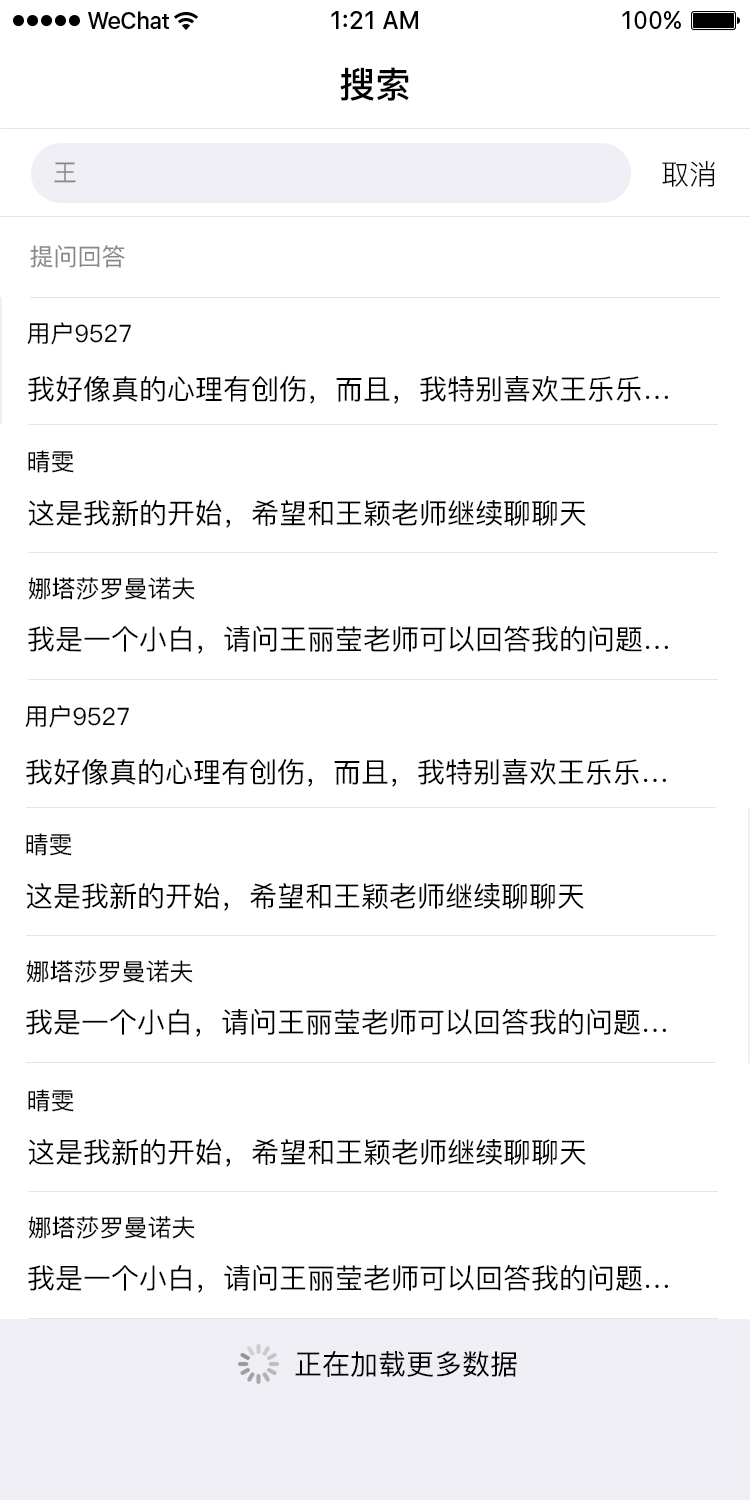 WeChat 1:21 AM 100%
搜索
王 取消
提问回答
用户9527
我好像真的心理有创伤，而且，我特别喜欢王乐乐...
晴雯
这是我新的开始，希望和王颖老师继续聊聊天
娜塔莎罗曼诺夫
我是一个小白，请问王丽莹老师可以回答我的问题...
用户9527
我好像真的心理有创伤，而且，我特别喜欢王乐乐...
晴雯
这是我新的开始，希望和王颖老师继续聊聊天
娜塔莎罗曼诺夫
我是一个小白，请问王丽莹老师可以回答我的问题...
晴雯
这是我新的开始，希望和王颖老师继续聊聊天
娜塔莎罗曼诺夫
我是一个小白，请问王丽莹老师可以回答我的问题...
正在加载更多数据